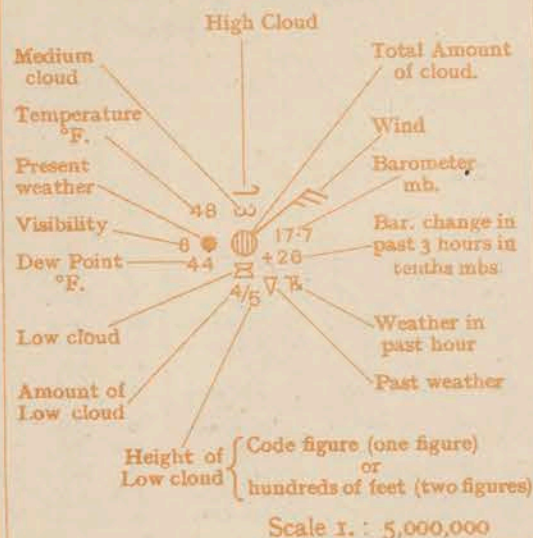 High Cloud
Medium
cloud
Total Amount
of cloud.
Temperature
°F.
Wind
Present
weather
Barometer
mb.
48
Visibility
8
17·7
Bar. change in
past 3 hours in
tenths mbs
+26
Dew Point
°F.
44
4/5
Low cloud
Weather in
past hour
Amount of
Low cloud
Past weather
Height of
Low cloud
Code figure (one figure)
or
hundreds of feet (two figures)
Scale 1. : 5,000,000